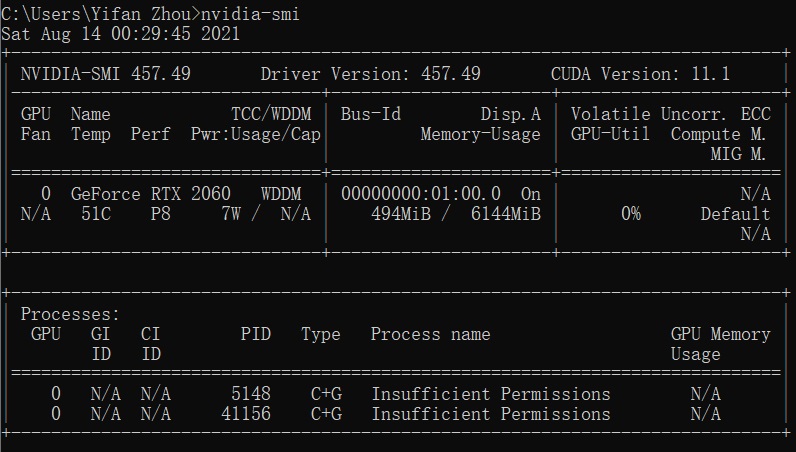 C:\Users\Yifan Zhou>nvidia-smi
Sat Aug 14 00:29:45 2021
NVIDIA-SMI 457.49 Driver Version: 457.49 CUDA Version: 11.1
GPU Name TCC/WDDM | Bus-Id Disp.A | Volatile Uncorr. ECC
Fan Temp Perf Pwr:Usage/Cap | Memory-Usage | GPU-Util Compute M.
MIG M.
0 GeForce RTX 2060 WDDM | 00000000:01:00.0 On | N/A
N/A 51C P8 7W / N/A | 494MiB / 6144MiB | 0% Default
N/A
Processes:
GPU GI CI PID Type Process name GPU Memory
ID ID Usage
0 N/A N/A 5148 C+G Insufficient Permissions N/A
0 N/A N/A 41156 C+G Insufficient Permissions N/A